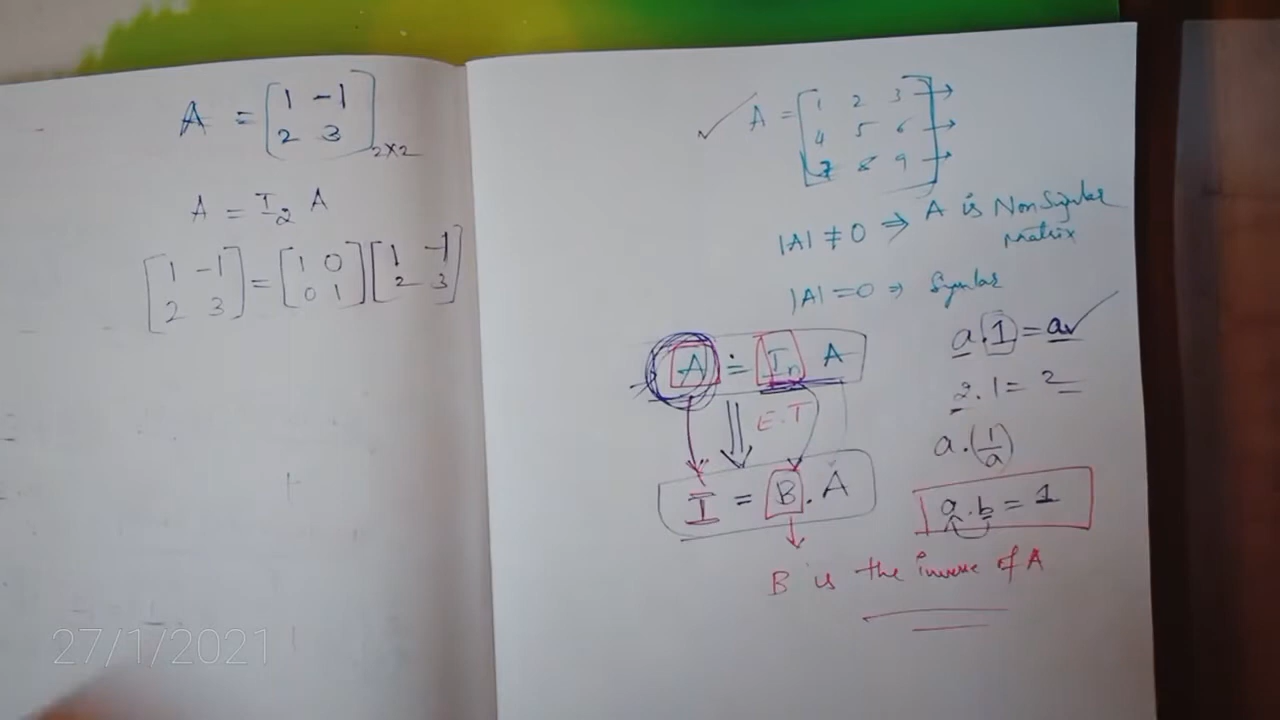 A = [1 -1
2 3]2×2
A = I2 A
[1 -1
2 3] = [1 0
0 1] [1 -1
2 3]
✓ A = [1 2 3 →
4 5 6 →
7 8 9] →
|A| ≠ 0 ⇒ A is Non Singular
matrix
|A| = 0 ⇒ Singular
A = In A
E.T
I = B . A
B is the inverse of A
a.1 = a ✓
2.1 = 2
a.(1/a)
a.b = 1
27/1/2021